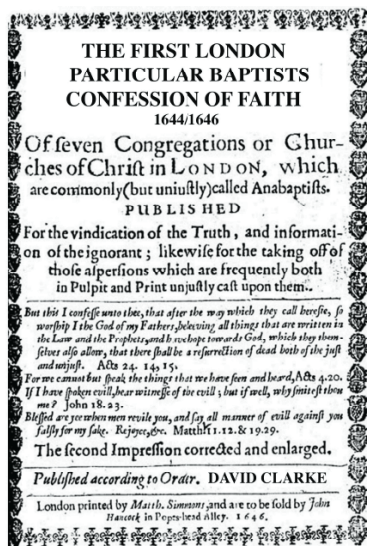 THE FIRST LONDON
PARTICULAR BAPTISTS
CONFESSION OF FAITH
1644/1646
Of ſeven Congregations or Chur-
ches of Chriſt in LONDON, which
are commonly (but uniuſtly) called Anabaptiſts.
PUBLISHED
For the vindication of the Truth, and informati-
on of the ignorant; likewiſe for the taking off of
thoſe aſperſions which are frequently both
in Pulpit and Print unjuſtly caſt upon them.
But this I confeſſe unto thee, that after the way which they call hereſie, ſo
worſhip I the God of my Fathers, beleeving all things that are written in
the Law and the Prophets, and have hope towards God, which they them-
ſelves alſo allow, that there ſhall be a reſurrection of dead both of the juſt
and unjuſt. Acts 24. 14, 15.
For we cannot but ſpeak the things that we have ſeen and heard, Acts 4.20.
If I have ſpoken evill, bear witneſſe of the evill; but if well, why ſmiteſt thou
me? John 18.23.
Bleſſed are yee when men revile you, and ſay all manner of evill againſt you
falſly for my ſake. Rejoyce, &c. Matth. 11.12. & 19.29.
The ſecond Impreſſion corrected and enlarged.
Publiſhed according to Order. DAVID CLARKE
London printed by Matth. Simmons, and are to be ſold by John
Hancock in Popes-head Alley. 1646.